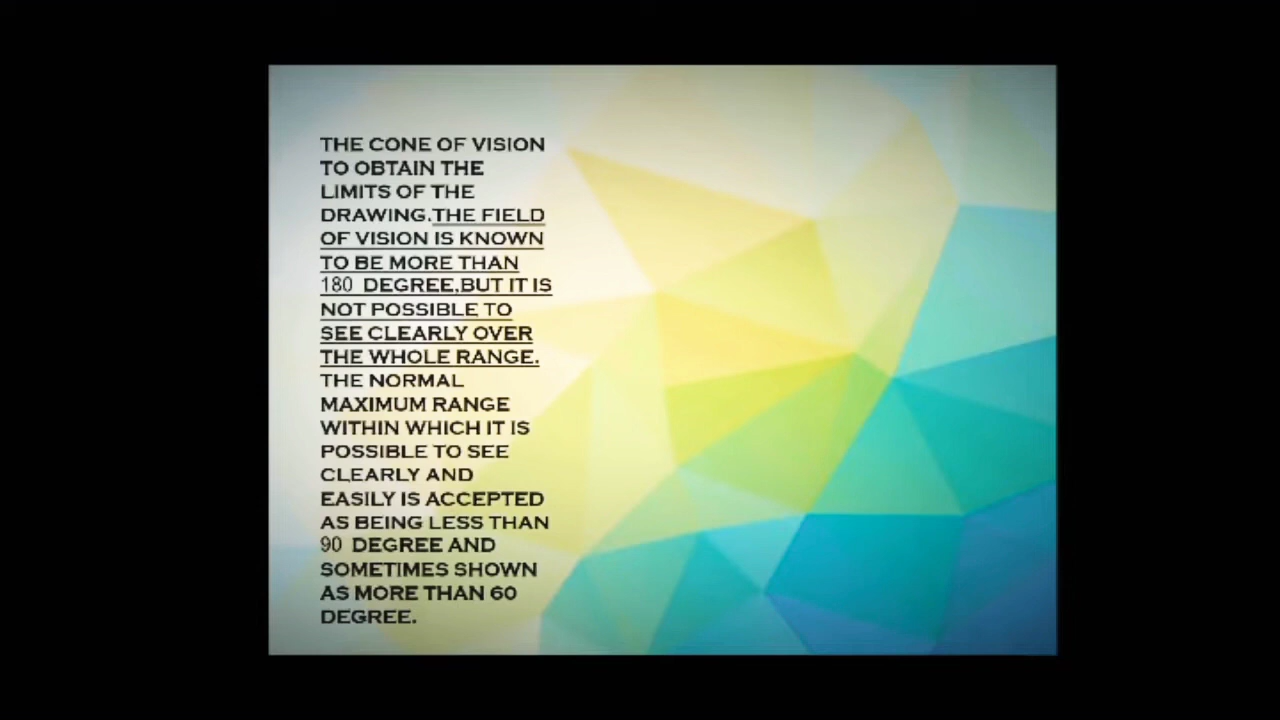 THE CONE OF VISION
TO OBTAIN THE
LIMITS OF THE
DRAWING.THE FIELD
OF VISION IS KNOWN
TO BE MORE THAN
180 DEGREE,BUT IT IS
NOT POSSIBLE TO
SEE CLEARLY OVER
THE WHOLE RANGE.
THE NORMAL
MAXIMUM RANGE
WITHIN WHICH IT IS
POSSIBLE TO SEE
CLEARLY AND
EASILY IS ACCEPTED
AS BEING LESS THAN
90 DEGREE AND
SOMETIMES SHOWN
AS MORE THAN 60
DEGREE.